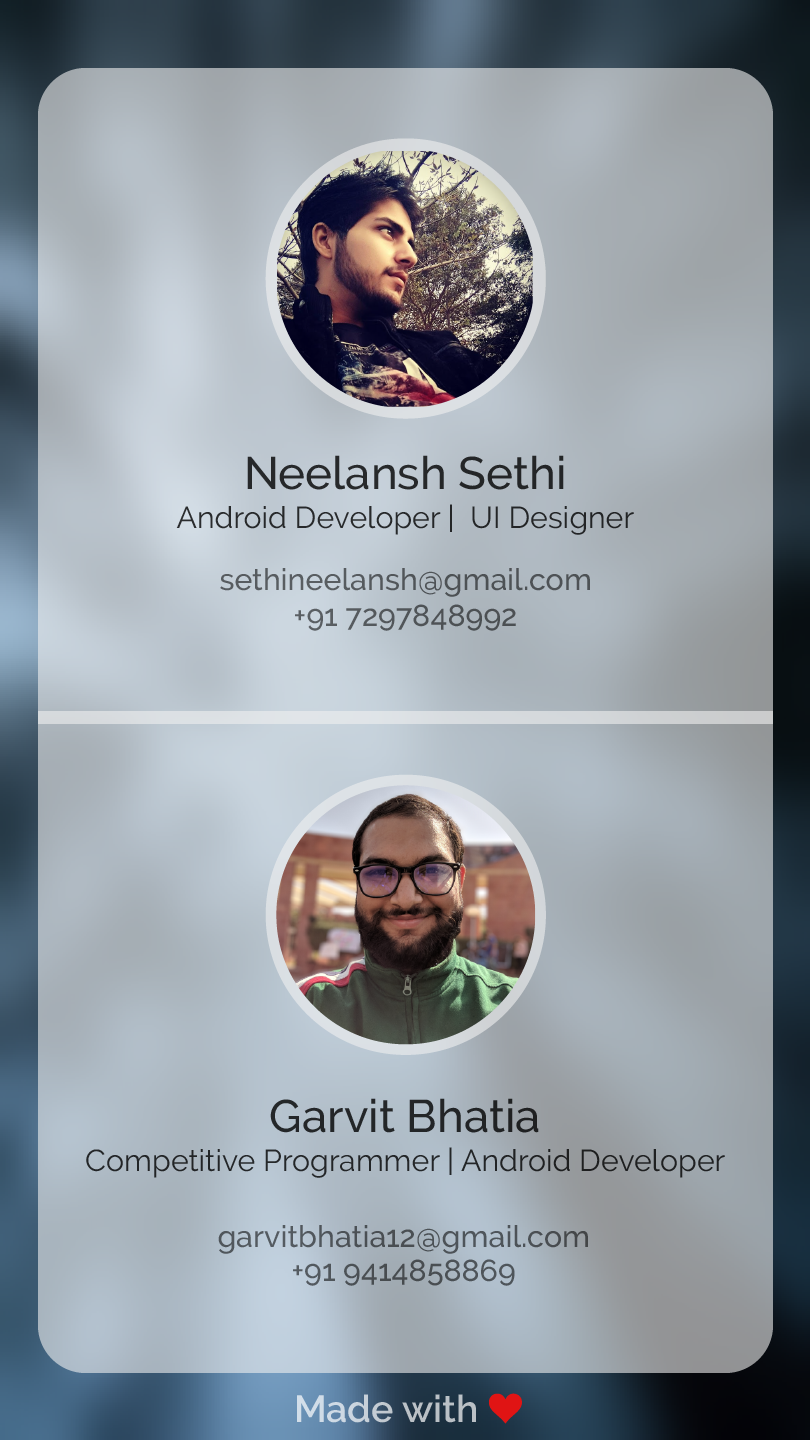 Neelansh Sethi
Android Developer | UI Designer
sethineelansh@gmail.com
+91 7297848992
Garvit Bhatia
Competitive Programmer | Android Developer
garvitbhatia12@gmail.com
+91 9414858869
Made with ❤